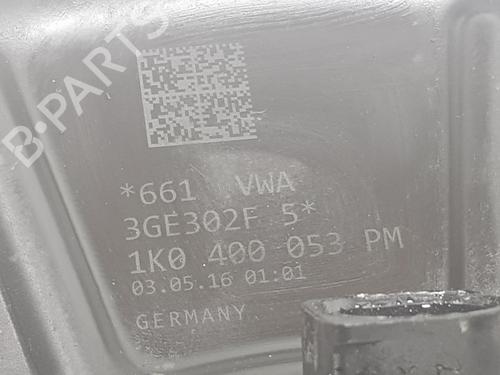 B-PARTS
*661 VWA
3GE302F 5*
1K0 400 053 PM
03.05.16 01:01
GERMANY